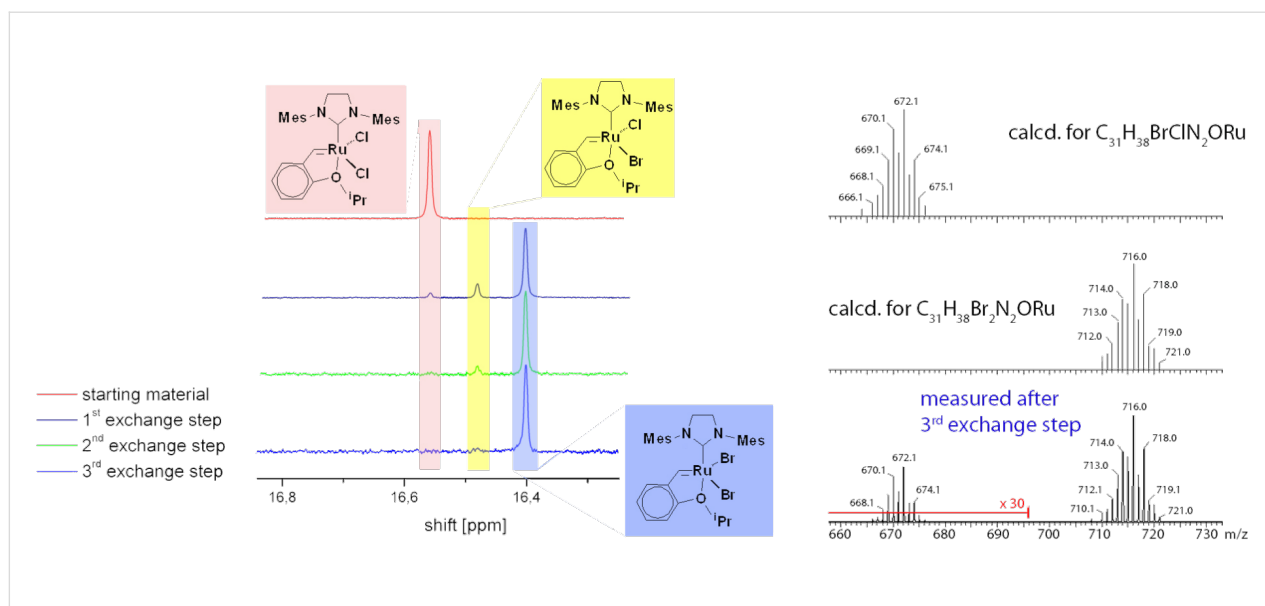 Mes
N
N
Mes
Ru
Cl
Cl
O
iPr
Mes
N
N
Mes
Ru
Cl
Br
O
iPr
starting material
1st exchange step
2nd exchange step
3rd exchange step
Mes
N
N
Mes
Ru
Br
Br
O
iPr
16,8
16,6
16,4
shift [ppm]
672.1
670.1
669.1
674.1
668.1
675.1
666.1
calcd. for C31H38BrClN2ORu
716.0
714.0
718.0
713.0
712.0
719.0
721.0
calcd. for C31H38Br2N2ORu
measured after
3rd exchange step
716.0
714.0
718.0
713.0
672.1
670.1
712.1
719.1
668.1
674.1
x 30
710.1
721.0
660
670
680
690
700
710
720
730
m/z